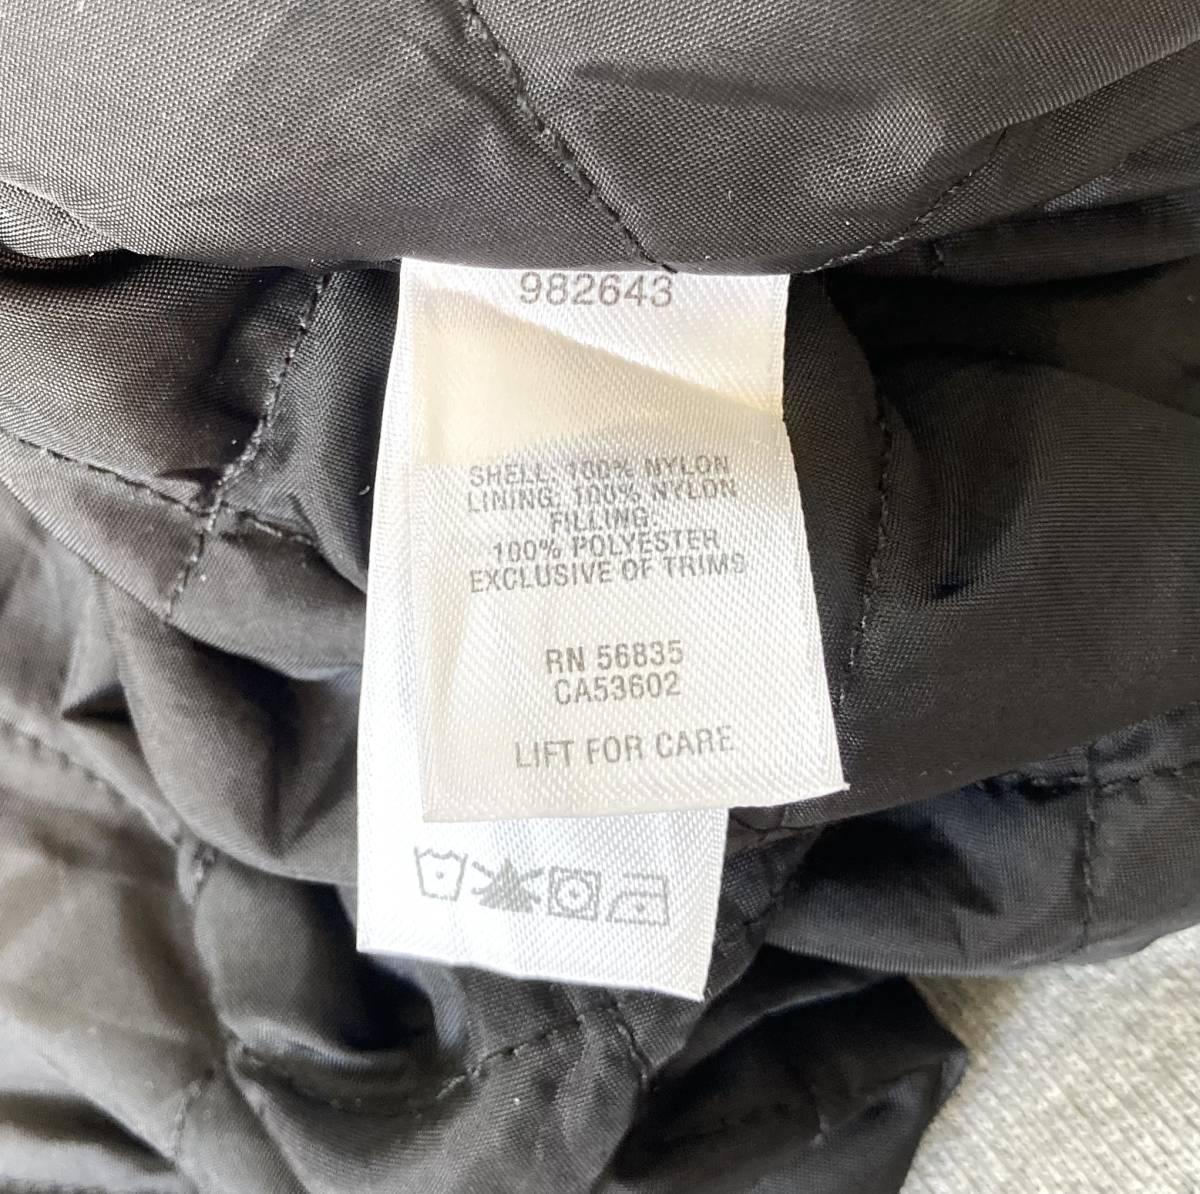 982643
SHELL: 100% NYLON
LINING: 100% NYLON
FILLING:
100% POLYESTER
EXCLUSIVE OF TRIMS
RN 56835
CA53602
LIFT FOR CARE